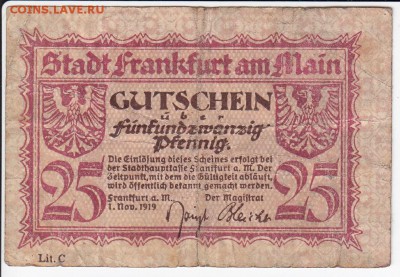 COINS.ЛАVE.RU
Stadt Frankfurt am Main
GUTSCHEIN
über
Fünfundzwanzig
Pfennig.
Die Einlösung dieses Scheines erfolgt bei
der Stadthauptkasse Frankfurt a. M. Der
Zeitpunkt, mit dem die Gültigkeit abläuft,
wird öffentlich bekannt gemacht werden.
Frankfurt a. M. Der Magistrat
1. Nov. 1919
25 25
Lit. C